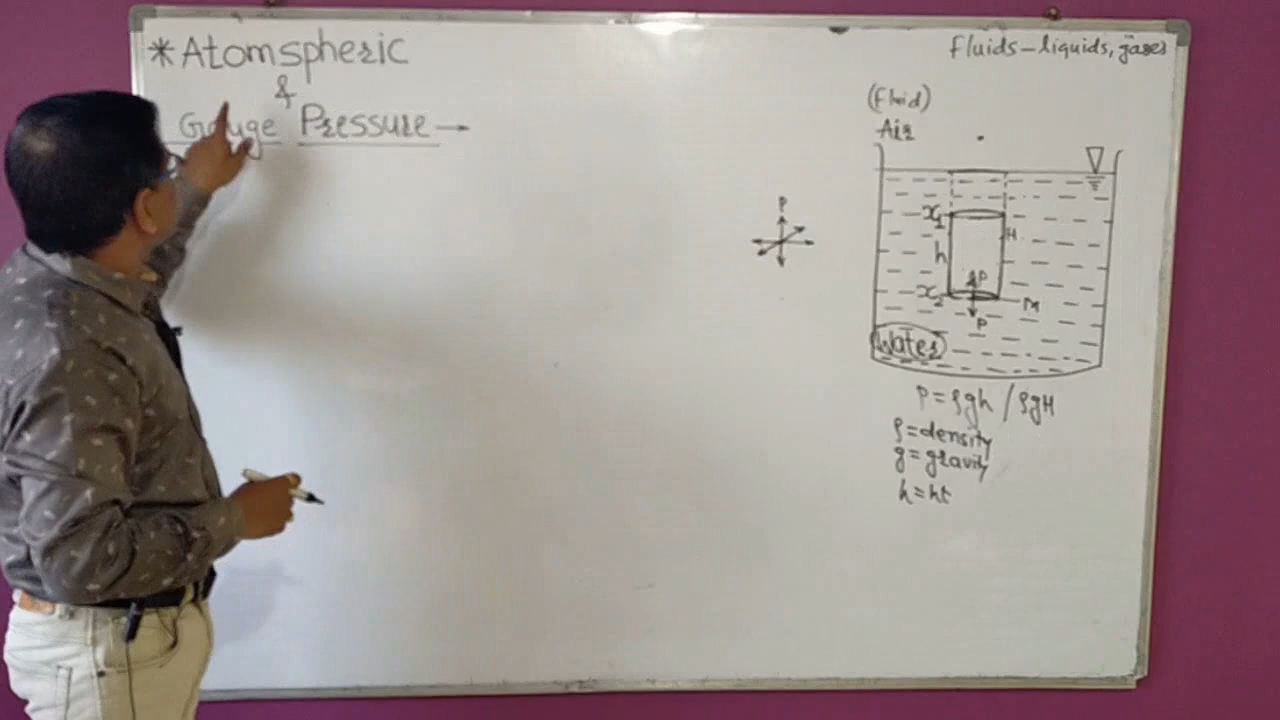 *Atomspheric
&
Gauge Pressure→
Fluids-liquids, gases
(Fluid)
Air
P
x1
H
h
P
x2
M
P
Water
P=ρgh / ρgH
ρ=density
g=gravity
h=ht